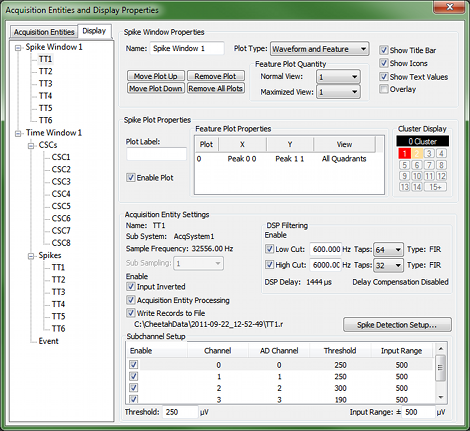 Acquisition Entities and Display Properties
Acquisition Entities Display
Spike Window 1
TT1
TT2
TT3
TT4
TT5
TT6
Time Window 1
CSCs
CSC1
CSC2
CSC3
CSC4
CSC5
CSC6
CSC7
CSC8
Spikes
TT1
TT2
TT3
TT4
TT5
TT6
Event
Spike Window Properties
Name: Spike Window 1 Plot Type: Waveform and Feature
Move Plot Up Remove Plot
Move Plot Down Remove All Plots
Feature Plot Quantity
Normal View: 1
Maximized View: 1
Show Title Bar
Show Icons
Show Text Values
Overlay
Spike Plot Properties
Plot Label:
Enable Plot
Feature Plot Properties
Plot X Y View
0 Peak 0 0 Peak 1 1 All Quadrants
Cluster Display
0 Cluster
1 2 3 4
5 6 7 8
9 10 11 12
13 14 15+
Acquisition Entity Settings
Name: TT1
Sub System: AcqSystem1
Sample Frequency: 32556.00 Hz
Sub Sampling: 1
Enable
Input Inverted
Acquisition Entity Processing
Write Records to File
C:\CheetahData\2011-09-22_12-52-49\TT1.r
DSP Filtering
Enable
Low Cut: 600.000 Hz Taps: 64 Type: FIR
High Cut: 6000.00 Hz Taps: 32 Type: FIR
DSP Delay: 1444 µs Delay Compensation Disabled
Spike Detection Setup...
Subchannel Setup
Enable Channel AD Channel Threshold Input Range
0 0 250 500
1 1 250 500
2 2 300 500
3 3 190 500
Threshold: 250 µV Input Range: ± 500 µV